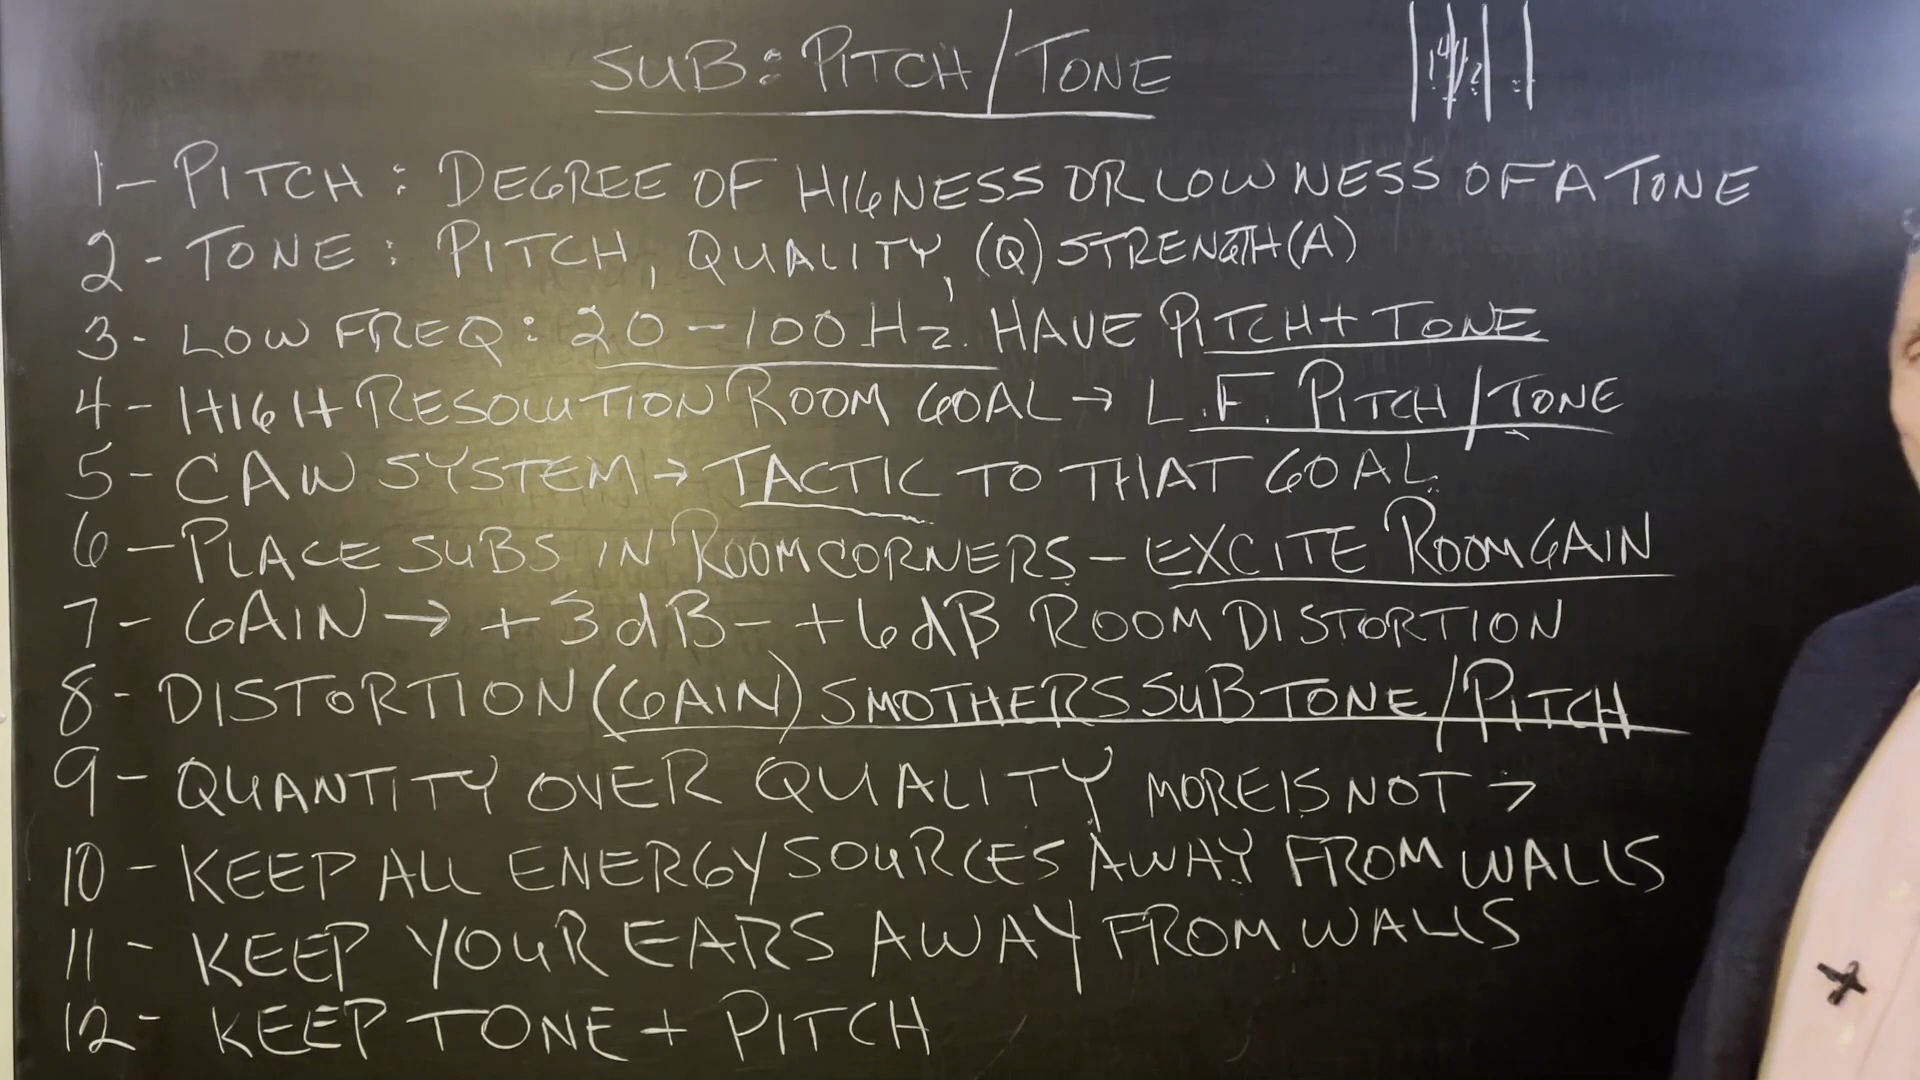 SUB: PITCH/TONE
1- PITCH: DEGREE OF HIGNESS OR LOWNESS OF A TONE
2- TONE: PITCH, QUALITY, (Q) STRENGTH(A)
3- LOW FREQ: 20-100Hz. HAVE PITCH+ TONE
4- HIGH RESOLUTION ROOM GOAL → L.F. PITCH/TONE
5- CAW SYSTEM → TACTIC TO THAT GOAL.
6- PLACE SUBS IN ROOM CORNERS - EXCITE ROOM GAIN
7- GAIN → +3dB- +6dB ROOM DISTORTION
8- DISTORTION (GAIN) SMOTHERS SUB TONE/PITCH
9- QUANTITY OVER QUALITY MORE IS NOT >
10- KEEP ALL ENERGY SOURCES AWAY FROM WALLS
11- KEEP YOUR EARS AWAY FROM WALLS
12- KEEP TONE + PITCH